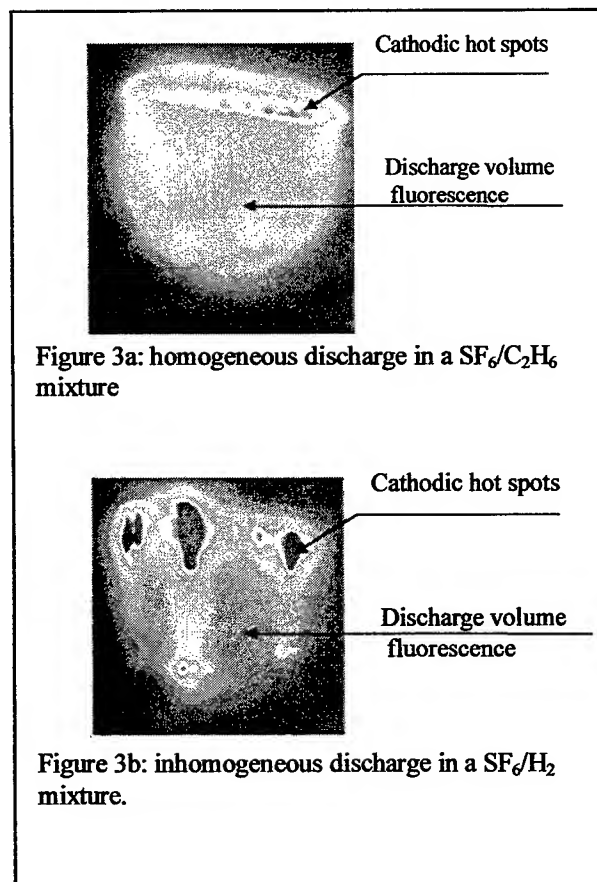 Cathodic hot spots
Discharge volume
fluorescence
Figure 3a: homogeneous discharge in a SF₆/C₂H₆
mixture
Cathodic hot spots
Discharge volume
fluorescence
Figure 3b: inhomogeneous discharge in a SF₆/H₂
mixture.